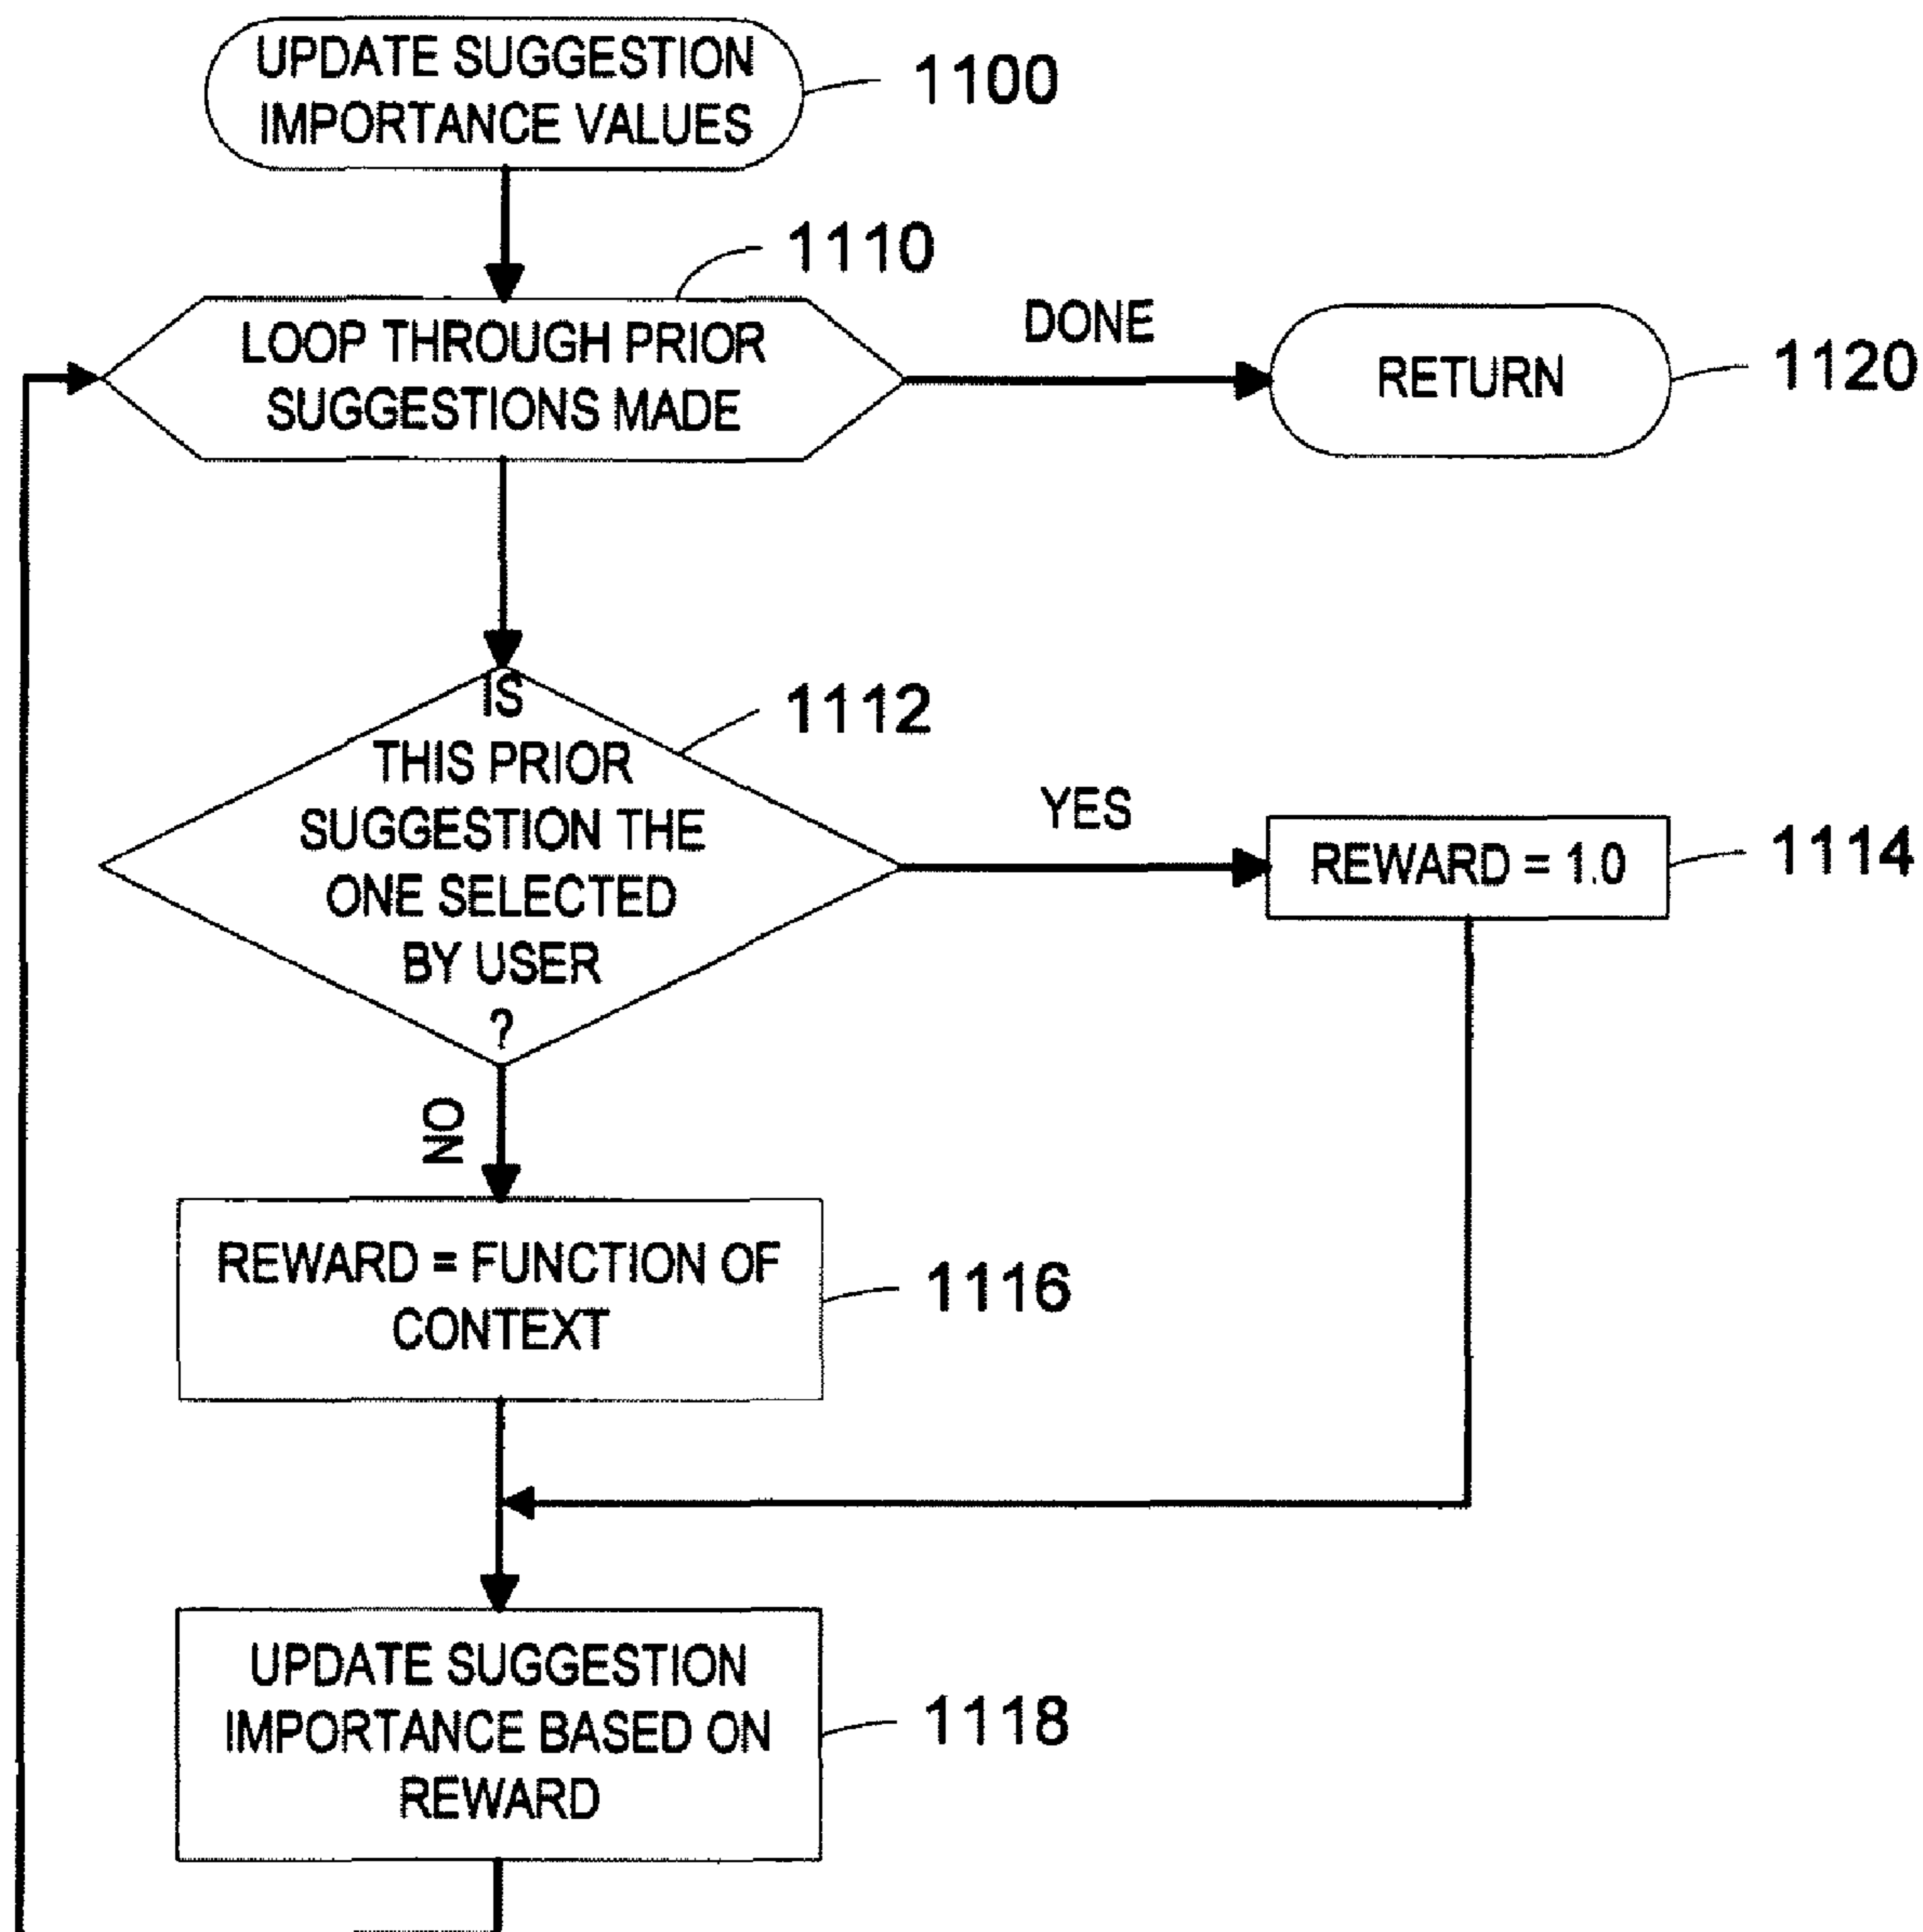 UPDATE SUGGESTION
IMPORTANCE VALUES
1100
1110
LOOP THROUGH PRIOR
SUGGESTIONS MADE
DONE
RETURN
1120
IS
THIS PRIOR
SUGGESTION THE
ONE SELECTED
BY USER
?
1112
YES
REWARD = 1.0
1114
NO
REWARD = FUNCTION OF
CONTEXT
1116
UPDATE SUGGESTION
IMPORTANCE BASED ON
REWARD
1118